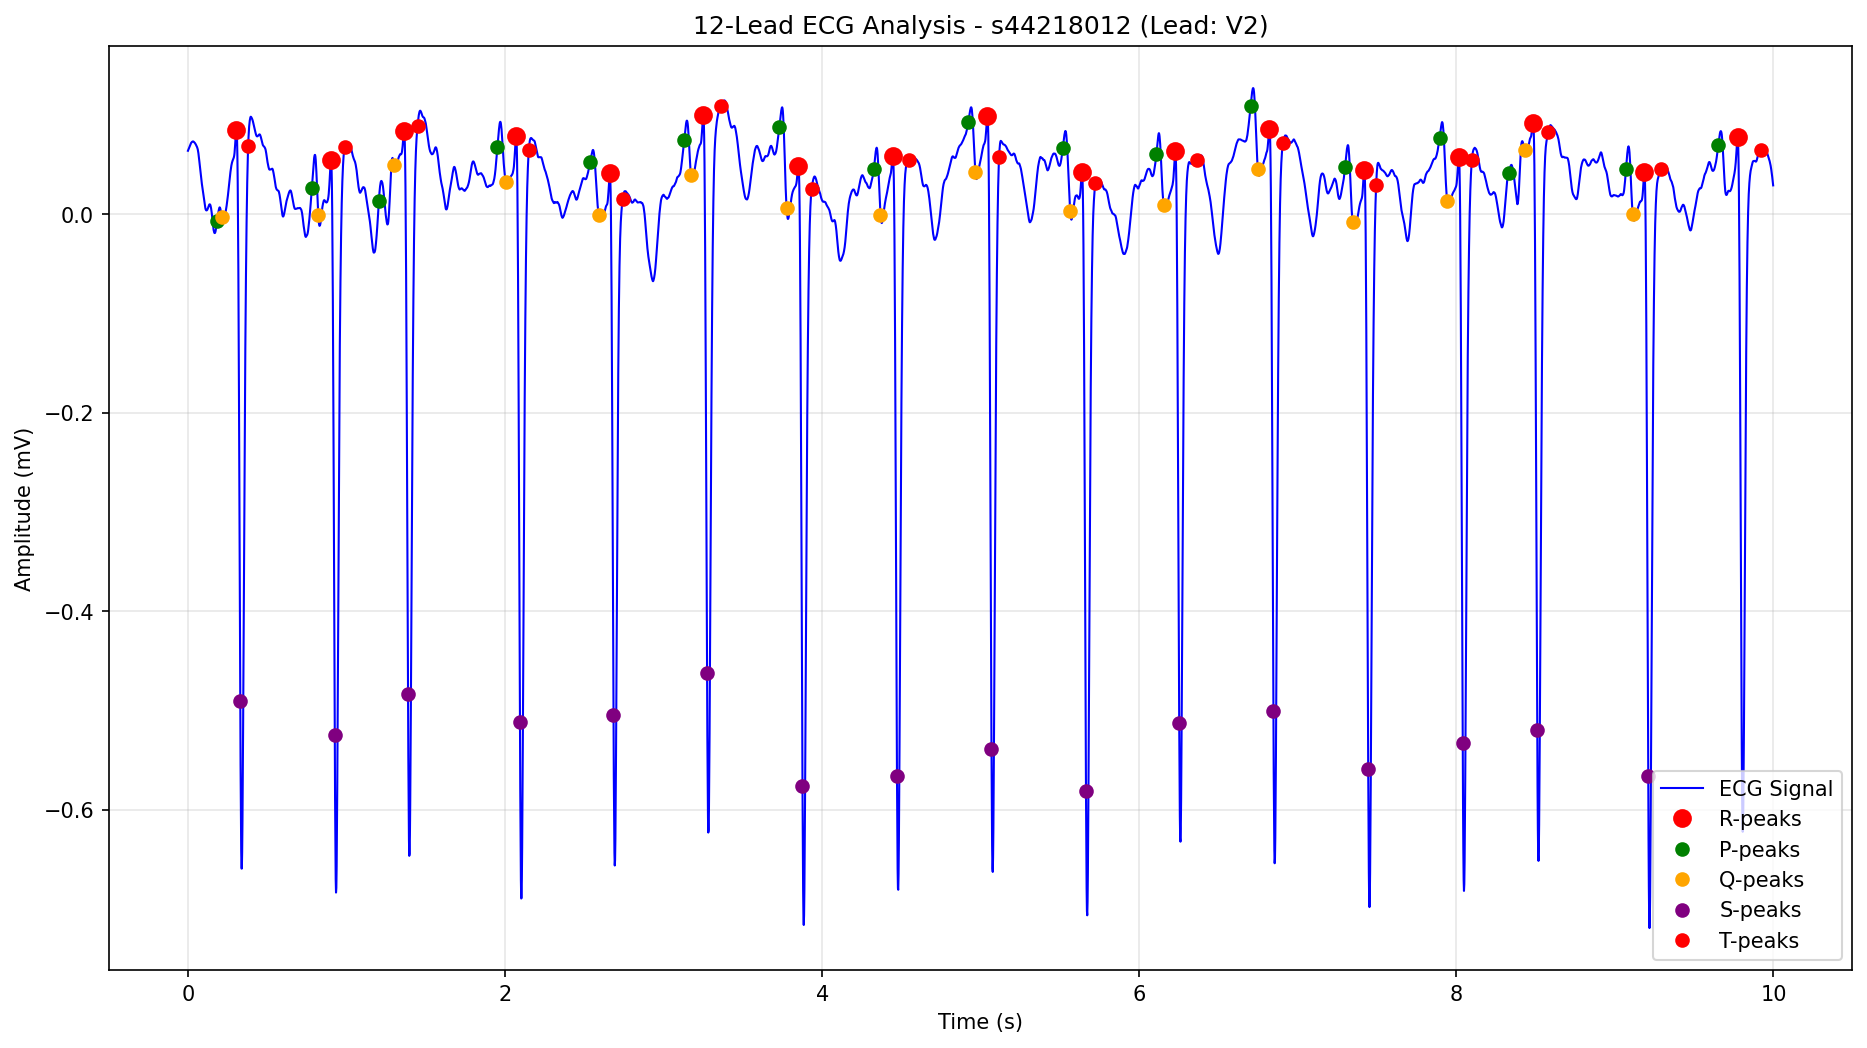 12-Lead ECG Analysis - s44218012 (Lead: V2)
Amplitude (mV)
0.0
−0.2
−0.4
−0.6
0 2 4 6 8 10
Time (s)
ECG Signal
R-peaks
P-peaks
Q-peaks
S-peaks
T-peaks